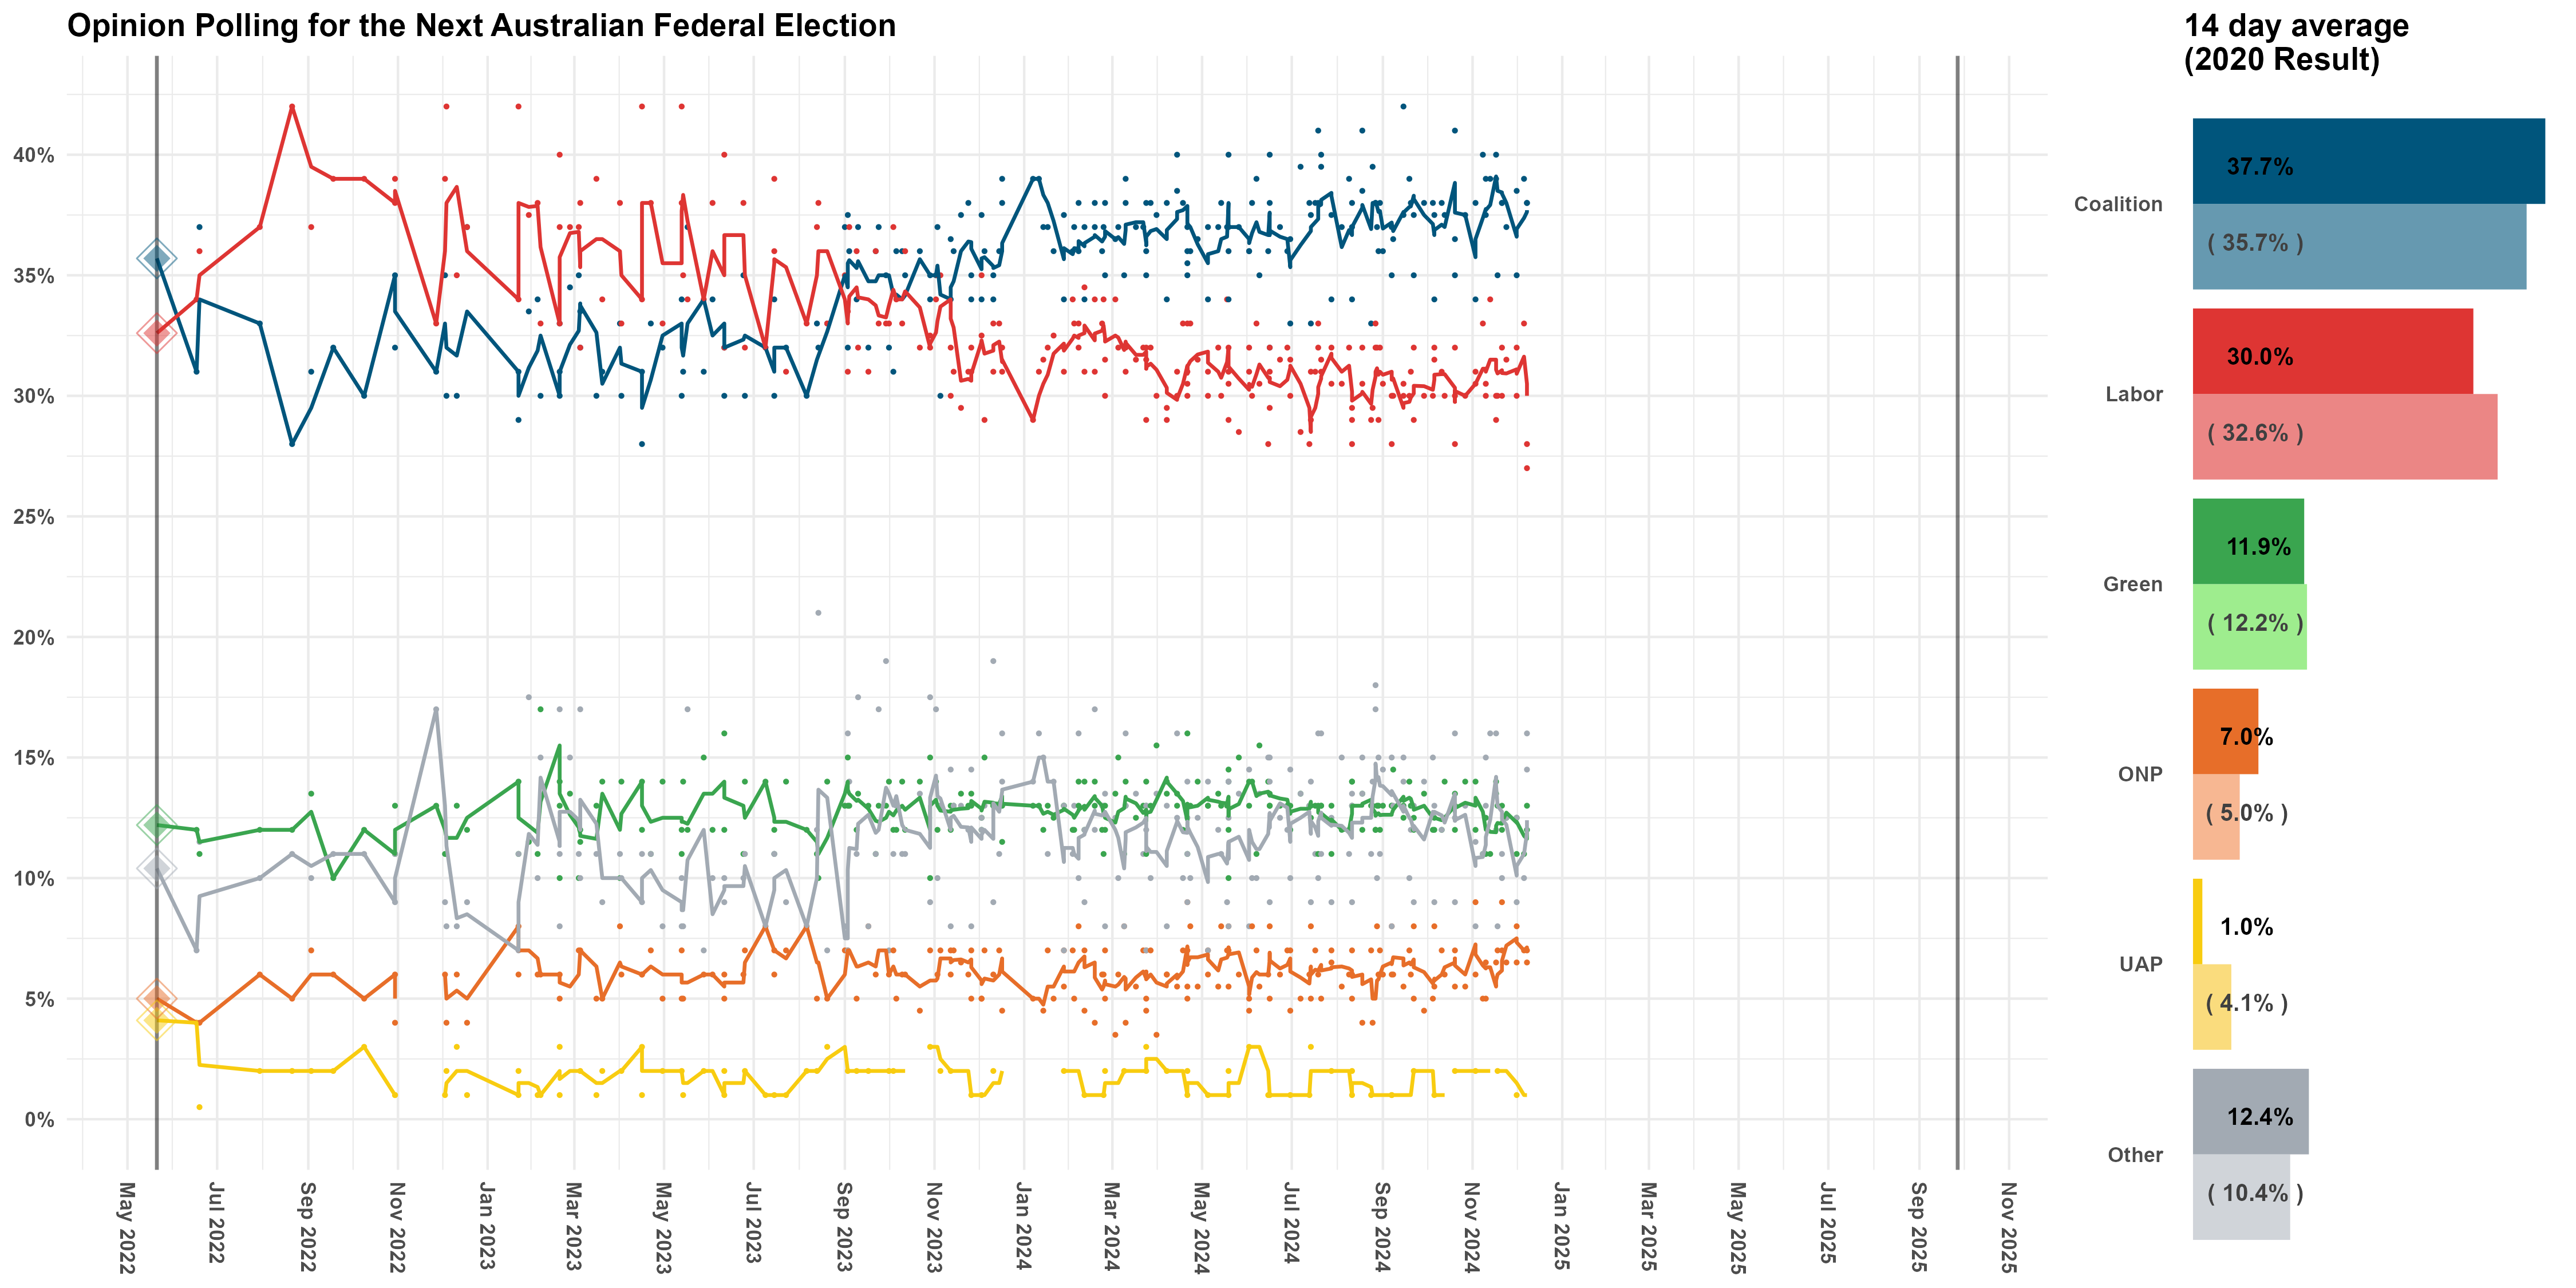 Opinion Polling for the Next Australian Federal Election
14 day average
(2020 Result)
40%
35%
30%
25%
20%
15%
10%
5%
0%
May 2022
Jul 2022
Sep 2022
Nov 2022
Jan 2023
Mar 2023
May 2023
Jul 2023
Sep 2023
Nov 2023
Jan 2024
Mar 2024
May 2024
Jul 2024
Sep 2024
Nov 2024
Jan 2025
Mar 2025
May 2025
Jul 2025
Sep 2025
Nov 2025
Coalition
37.7%
( 35.7% )
Labor
30.0%
( 32.6% )
Green
11.9%
( 12.2% )
ONP
7.0%
( 5.0% )
UAP
1.0%
( 4.1% )
Other
12.4%
( 10.4% )